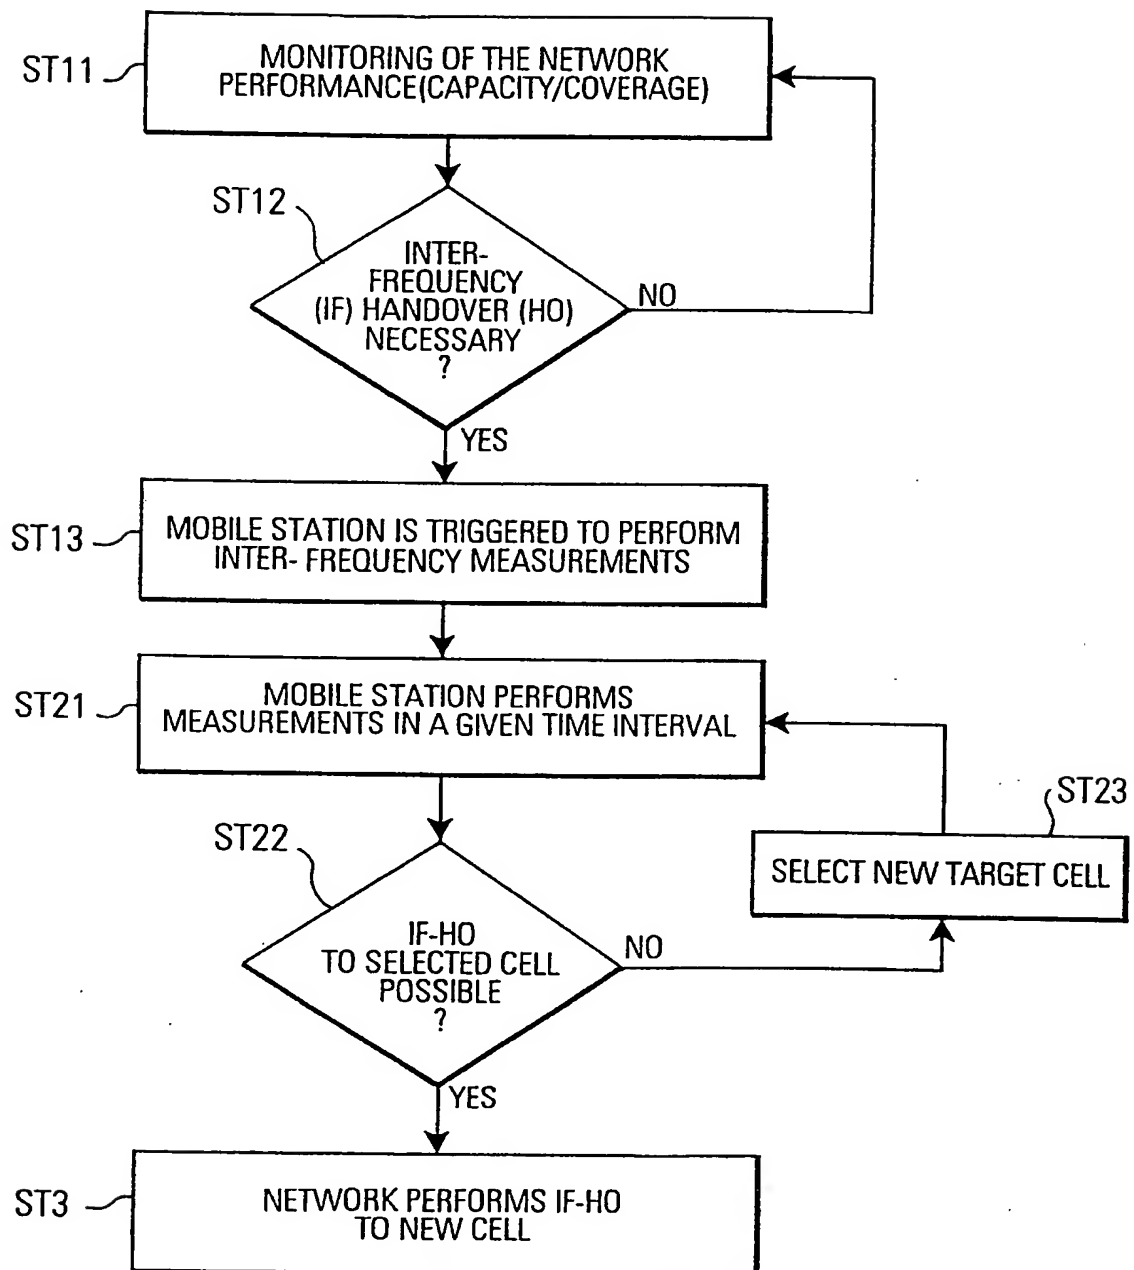 ST11
MONITORING OF THE NETWORK
PERFORMANCE(CAPACITY/COVERAGE)
ST12
INTER-
FREQUENCY
(IF) HANDOVER (HO)
NECESSARY
?
NO
YES
ST13
MOBILE STATION IS TRIGGERED TO PERFORM
INTER- FREQUENCY MEASUREMENTS
ST21
MOBILE STATION PERFORMS
MEASUREMENTS IN A GIVEN TIME INTERVAL
ST23
SELECT NEW TARGET CELL
ST22
IF-HO
TO SELECTED CELL
POSSIBLE
?
NO
YES
ST3
NETWORK PERFORMS IF-HO
TO NEW CELL